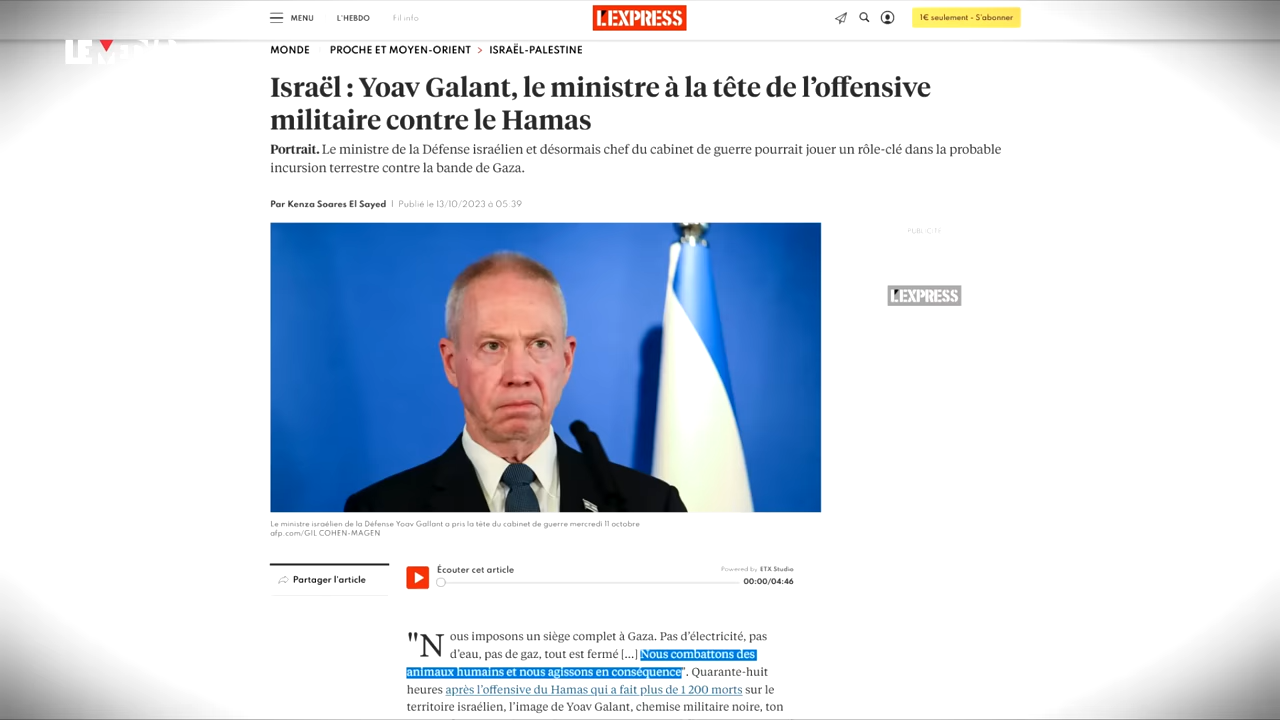 MENU L'HEBDO Fil info L'EXPRESS 1€ seulement - S'abonner
LE MEDIA
MONDE PROCHE ET MOYEN-ORIENT > ISRAËL-PALESTINE
Israël : Yoav Galant, le ministre à la tête de l'offensive
militaire contre le Hamas
Portrait. Le ministre de la Défense israélien et désormais chef du cabinet de guerre pourrait jouer un rôle-clé dans la probable
incursion terrestre contre la bande de Gaza.
Par Kenza Soares El Sayed | Publié le 13/10/2023 à 05:39
PUBLICITÉ
L'EXPRESS
Le ministre israélien de la Défense Yoav Gallant a pris la tête du cabinet de guerre mercredi 11 octobre
afp.com/GIL COHEN-MAGEN
Partager l'article
Écouter cet article
Powered by ETX Studio
00:00/04:46
"Nous imposons un siège complet à Gaza. Pas d'électricité, pas
d'eau, pas de gaz, tout est fermé [...] Nous combattons des
animaux humains et nous agissons en conséquence". Quarante-huit
heures après l'offensive du Hamas qui a fait plus de 1 200 morts sur le
territoire israélien, l'image de Yoav Galant, chemise militaire noire, ton